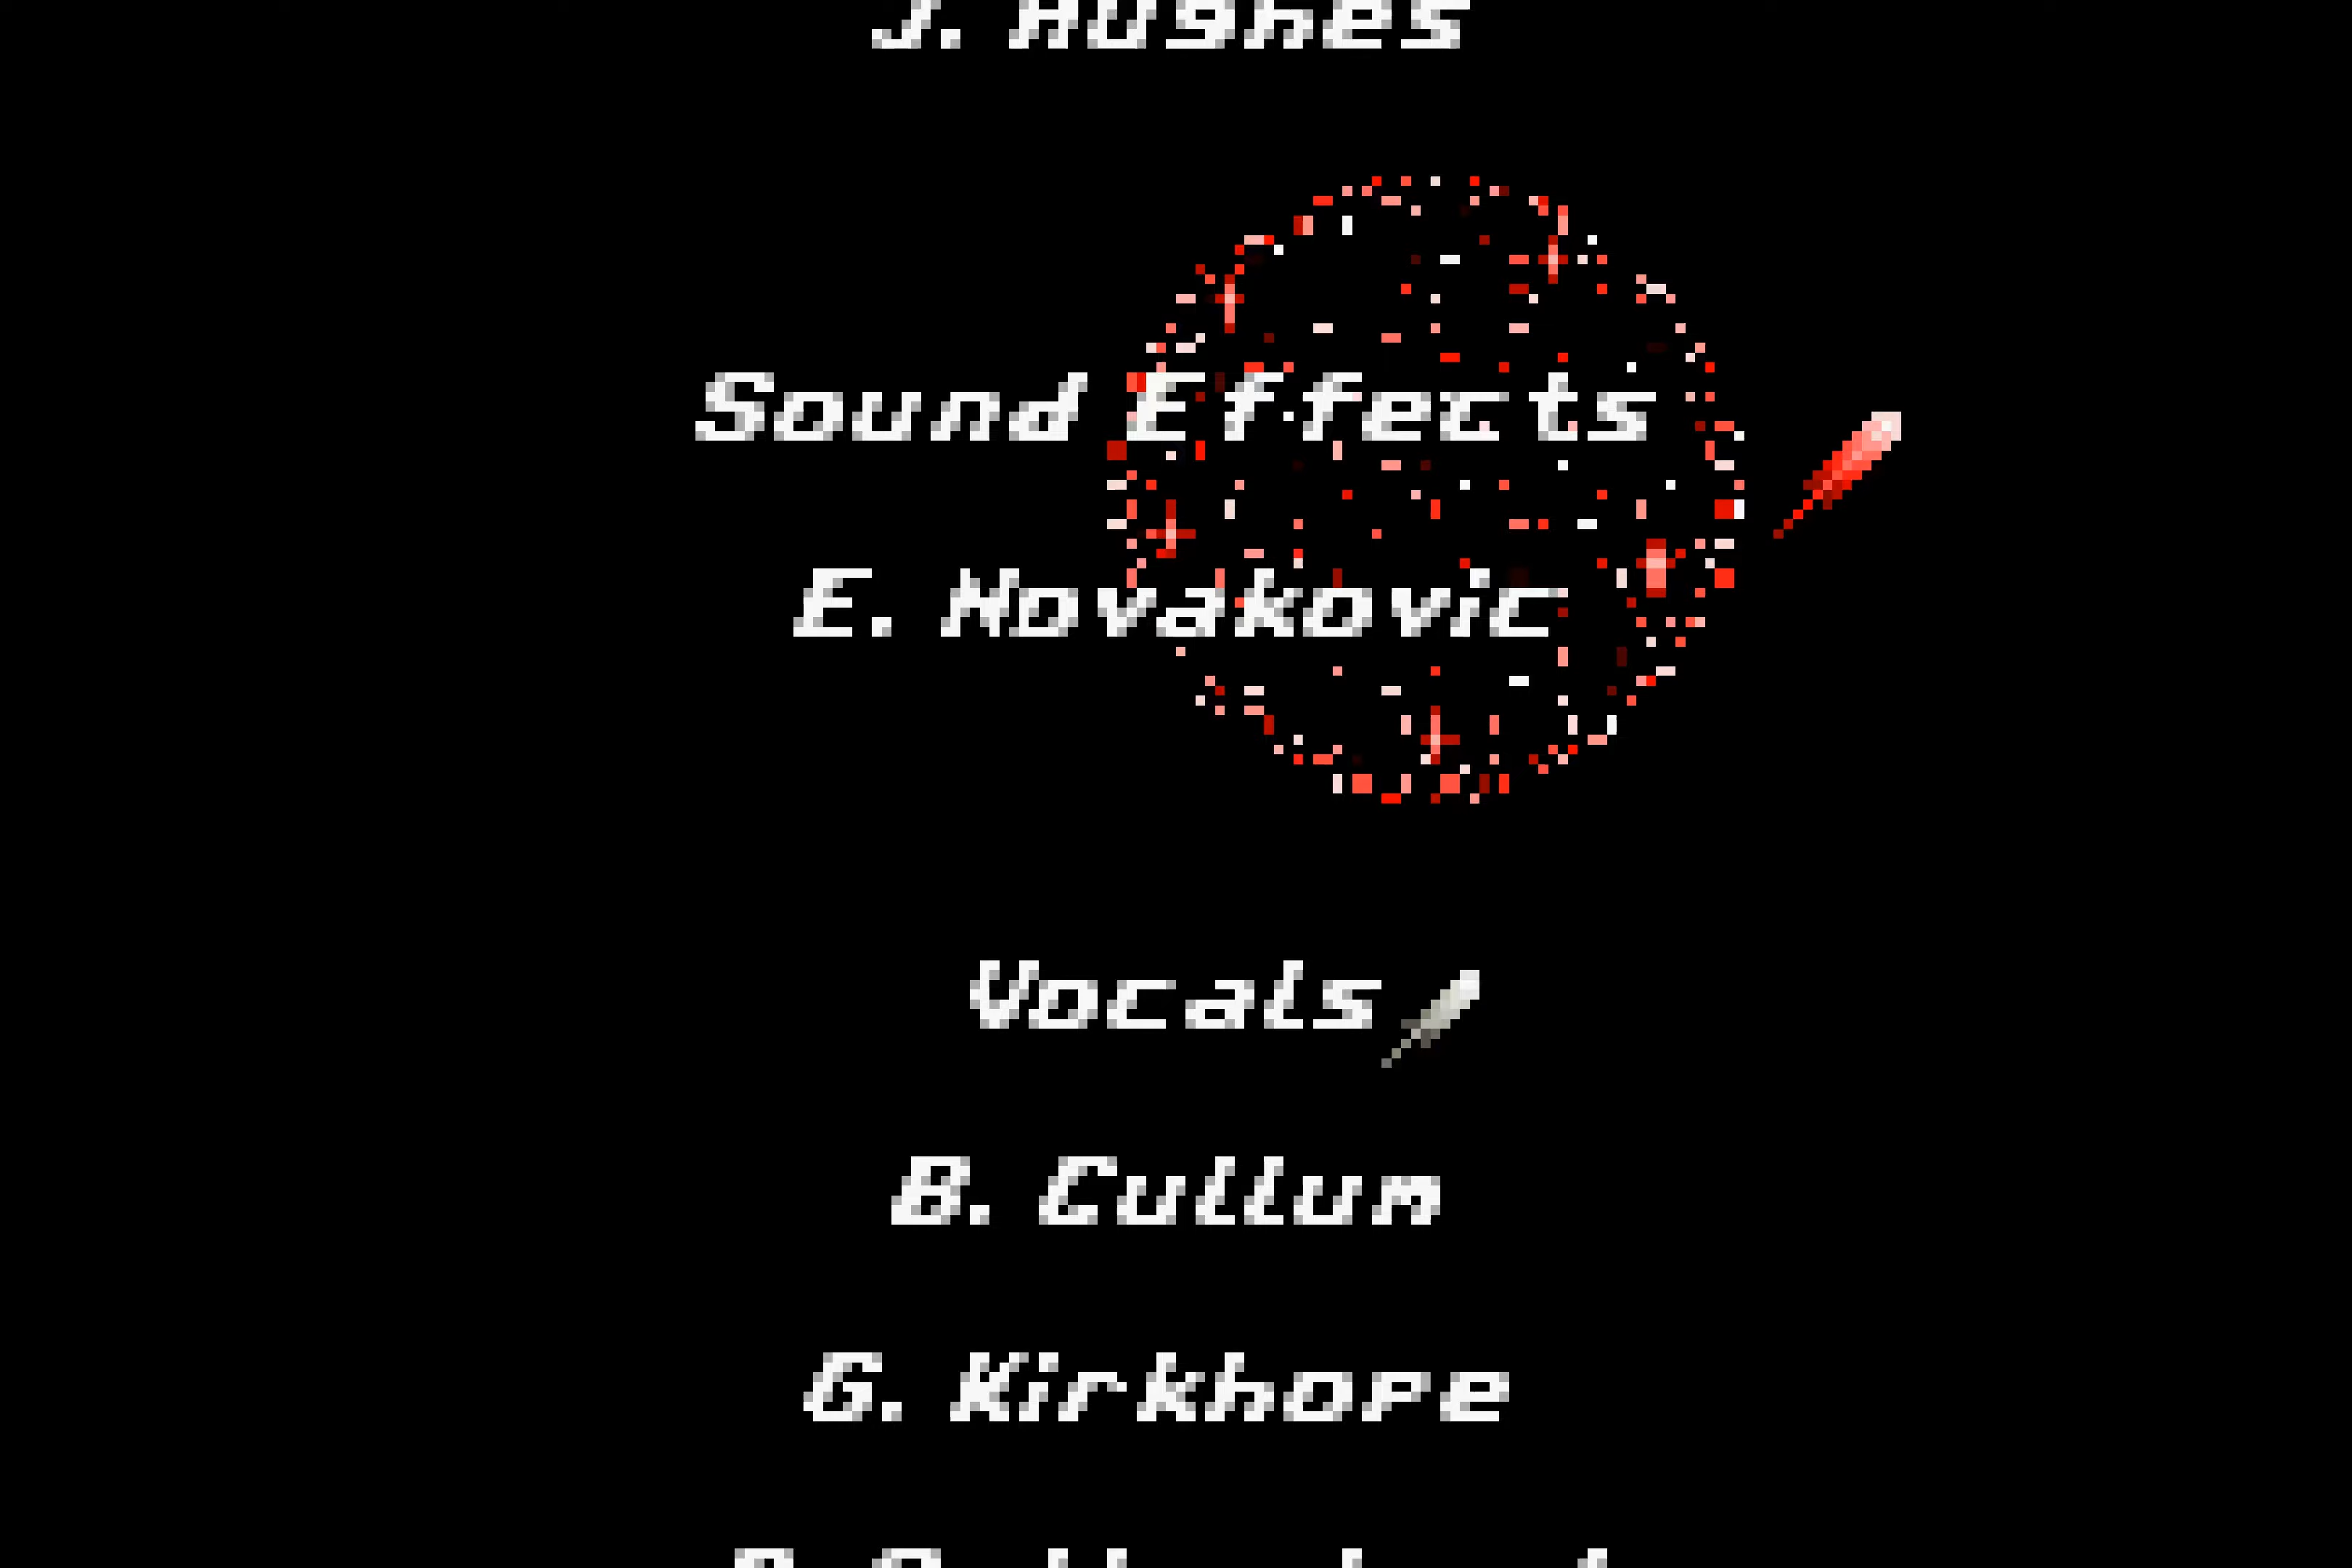 J. Hughes
Sound Effects
E. Novakovic
Vocals
B. Cullum
G. Kirkhope